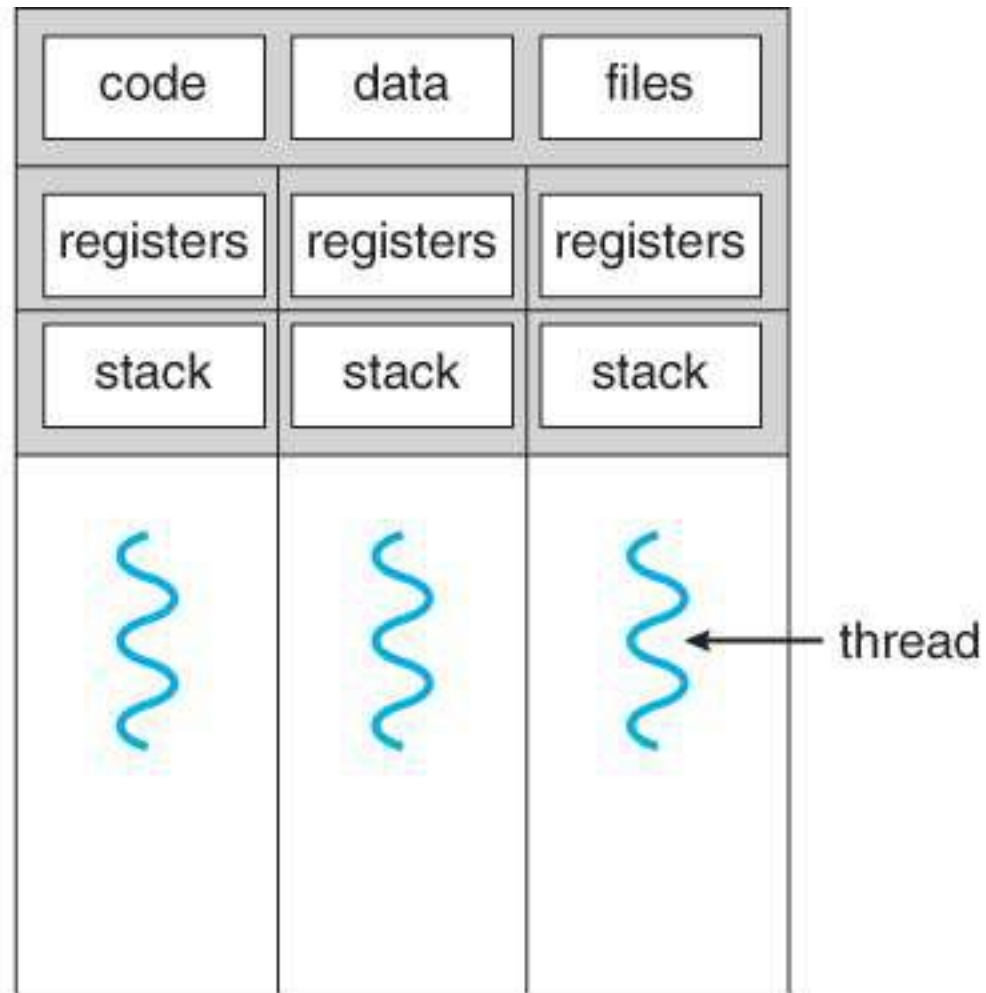 code data files
registers registers registers
stack stack stack
thread